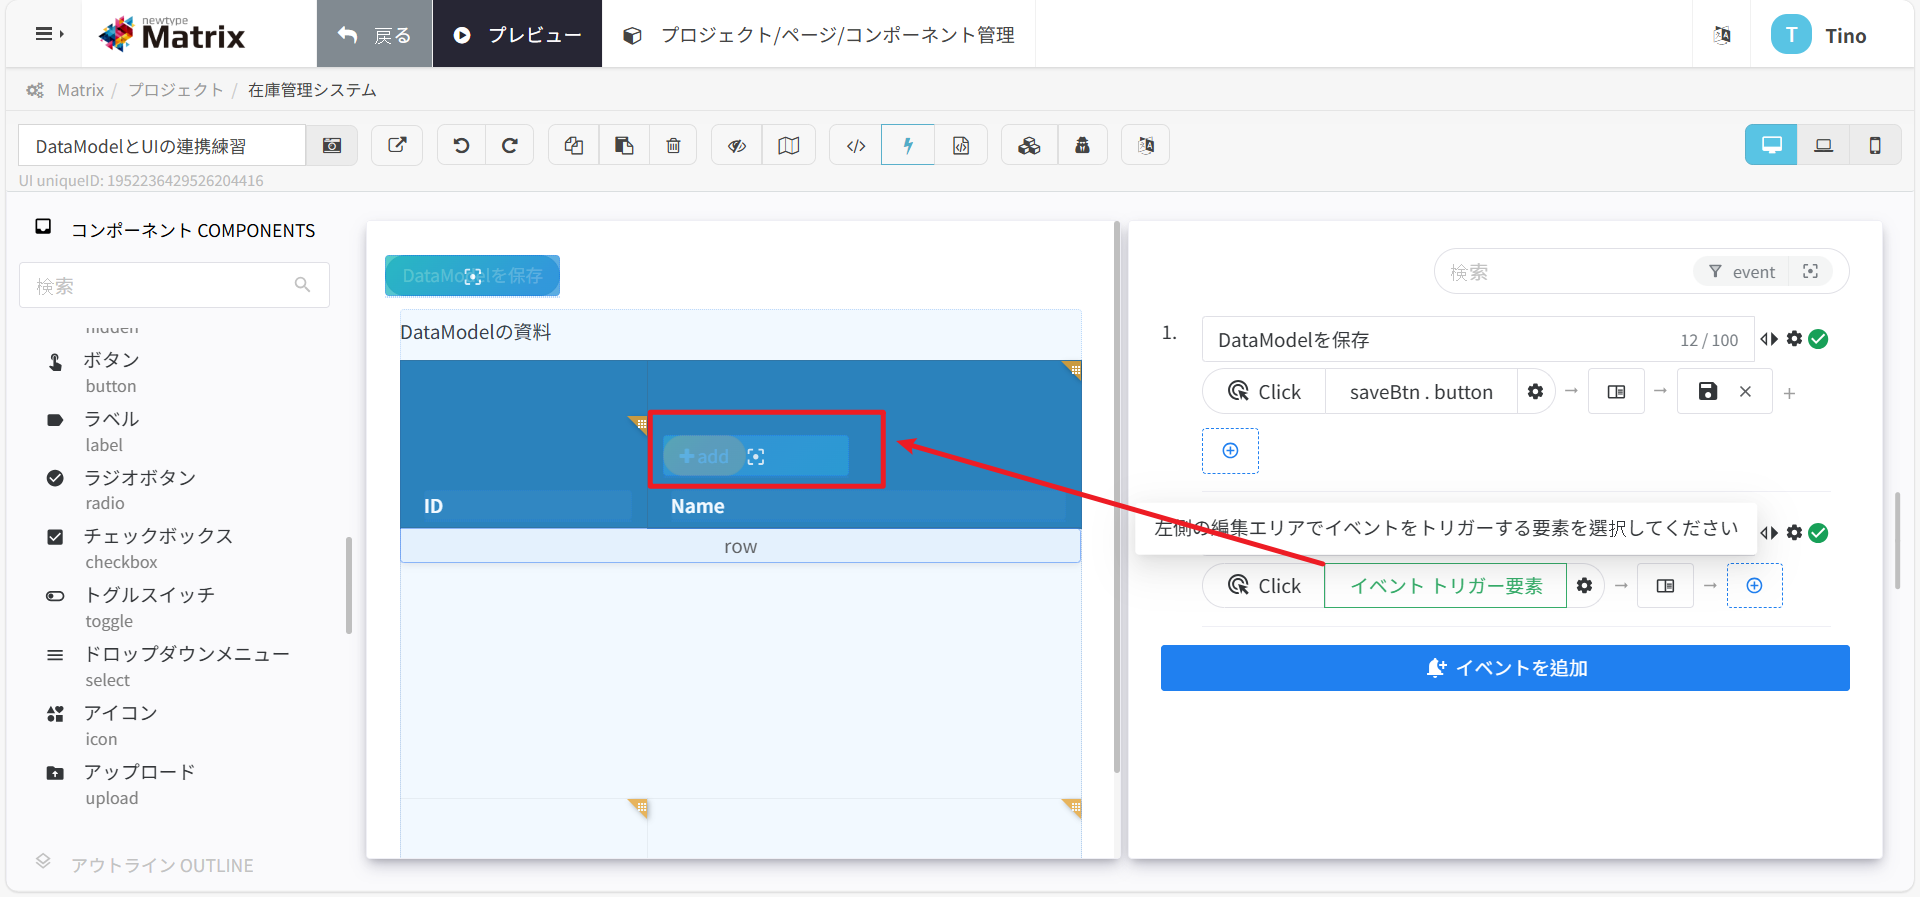 newtype
Matrix
戻る
プレビュー
プロジェクト/ページ/コンポーネント管理
T
Tino
Matrix / プロジェクト / 在庫管理システム
DataModelとUIの連携練習
UI uniqueID: 1952236429526204416
コンポーネント COMPONENTS
検索
hidden
ボタン
button
ラベル
label
ラジオボタン
radio
チェックボックス
checkbox
トグルスイッチ
toggle
ドロップダウンメニュー
select
アイコン
icon
アップロード
upload
アウトライン OUTLINE
DataModelを保存
DataModelの資料
add
ID
Name
row
検索
event
1.
DataModelを保存
12 / 100
Click
saveBtn . button
左側の編集エリアでイベントをトリガーする要素を選択してください
Click
イベント トリガー要素
イベントを追加